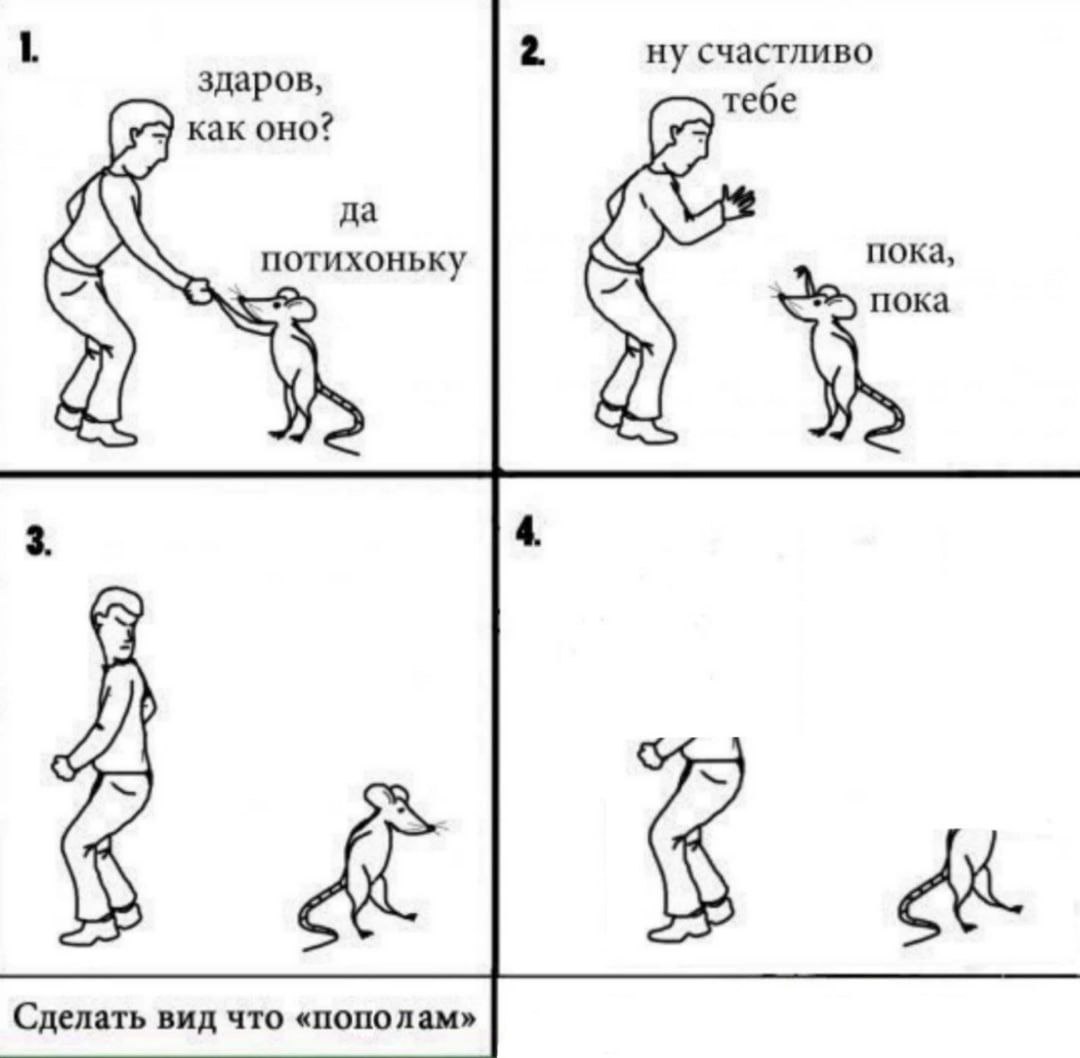 1.
здаров,
как оно?
да
потихоньку
2.
ну счастливо
тебе
пока,
пока
3.
4.
Сделать вид что «пополам»